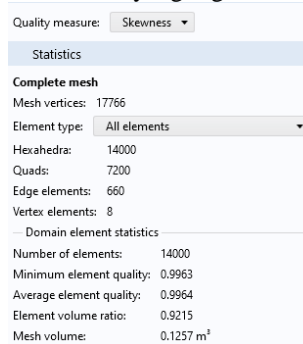 Quality measure: Skewness
Statistics
Complete mesh
Mesh vertices: 17766
Element type: All elements
Hexahedra: 14000
Quads: 7200
Edge elements: 660
Vertex elements: 8
Domain element statistics
Number of elements: 14000
Minimum element quality: 0.9963
Average element quality: 0.9964
Element volume ratio: 0.9215
Mesh volume: 0.1257 m³